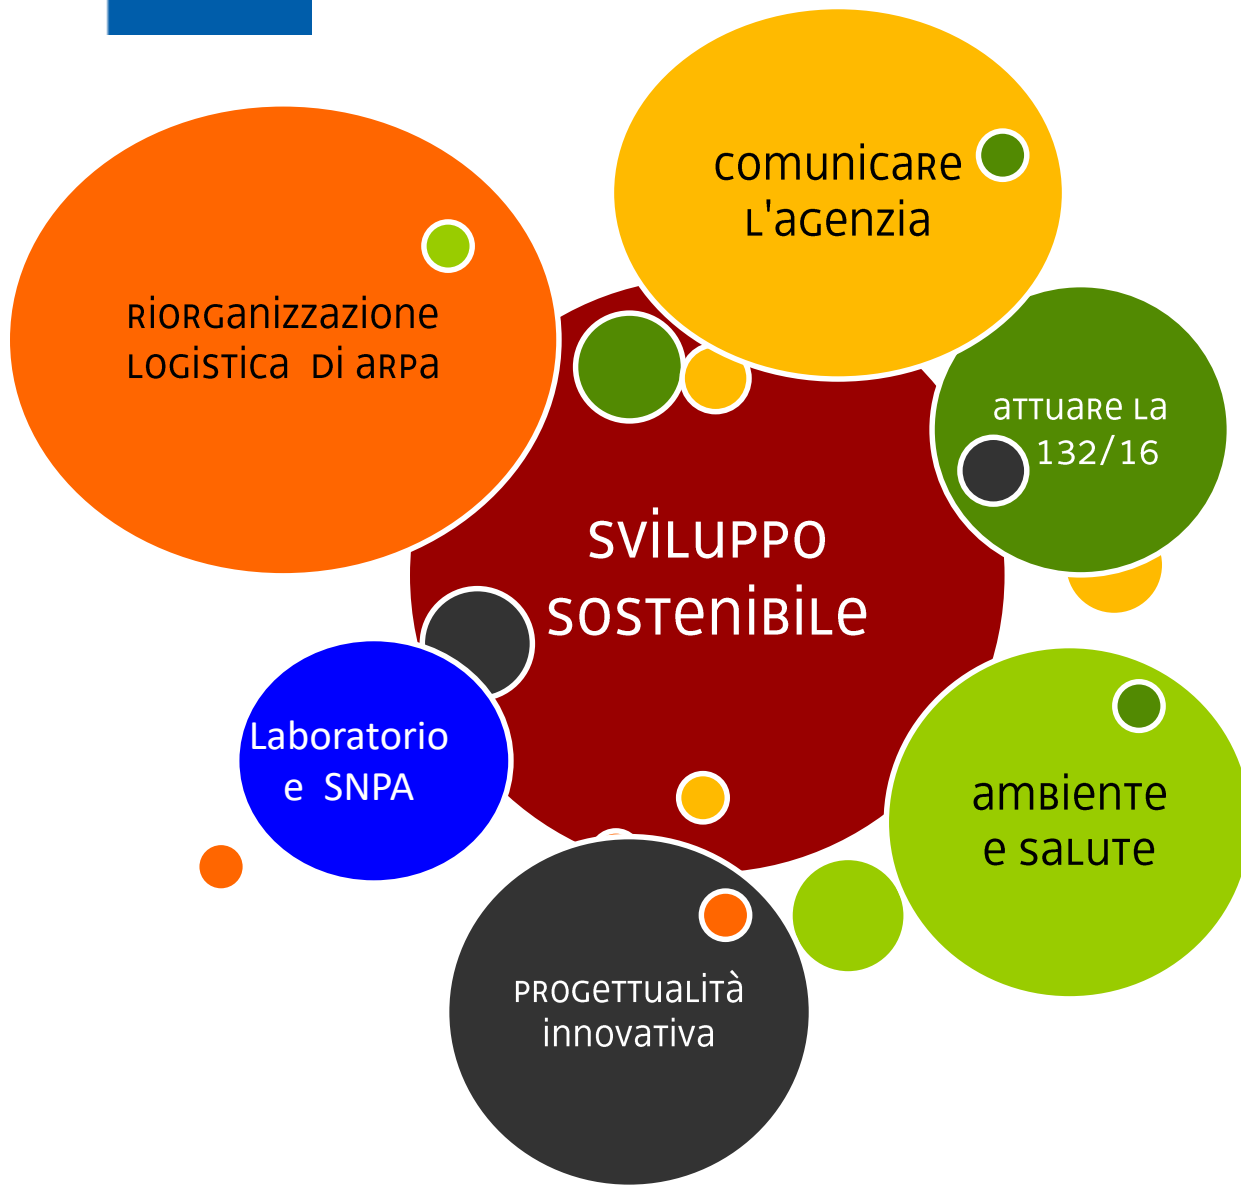 comunicare
l'agenzia
riorganizzazione
logistica di arpa
attuare la
132/16
sviluppo
sostenibile
Laboratorio
e SNPA
ambiente
e salute
progettualità
innovativa